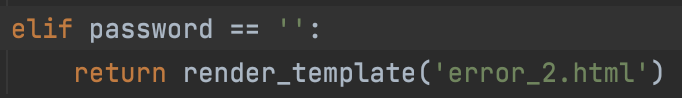 elif password == '':
    return render_template('error_2.html')